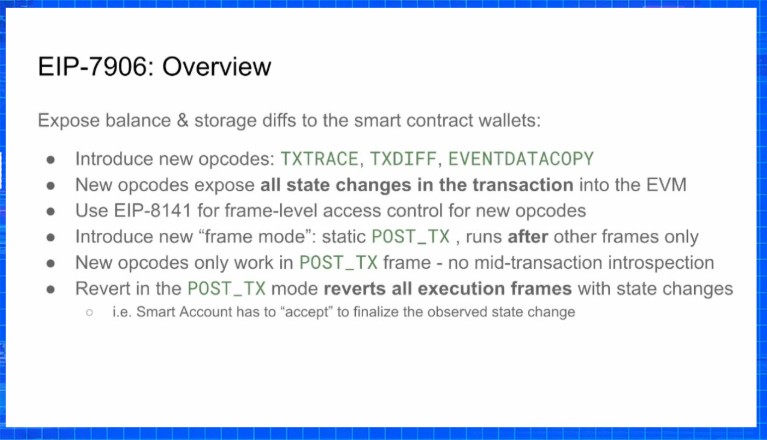 EIP-7906: Overview
Expose balance & storage diffs to the smart contract wallets:
● Introduce new opcodes: TXTRACE, TXDIFF, EVENTDATACOPY
● New opcodes expose all state changes in the transaction into the EVM
● Use EIP-8141 for frame-level access control for new opcodes
● Introduce new “frame mode”: static POST_TX , runs after other frames only
● New opcodes only work in POST_TX frame - no mid-transaction introspection
● Revert in the POST_TX mode reverts all execution frames with state changes
○ i.e. Smart Account has to “accept” to finalize the observed state change